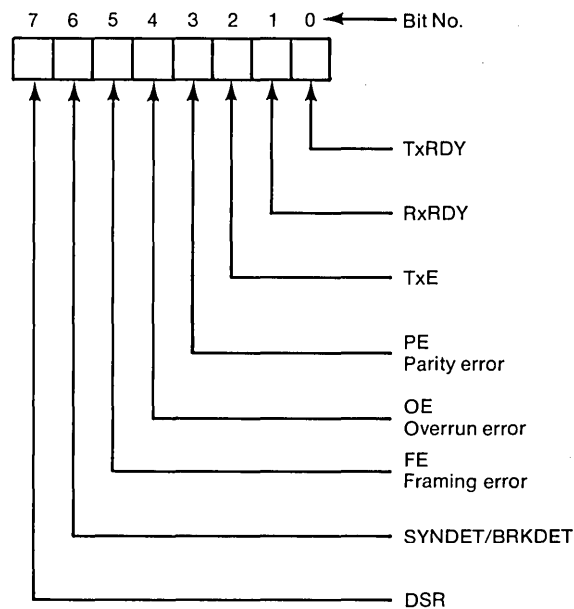 7 6 5 4 3 2 1 0 Bit No.
TxRDY
RxRDY
TxE
PE
Parity error
OE
Overrun error
FE
Framing error
SYNDET/BRKDET
DSR